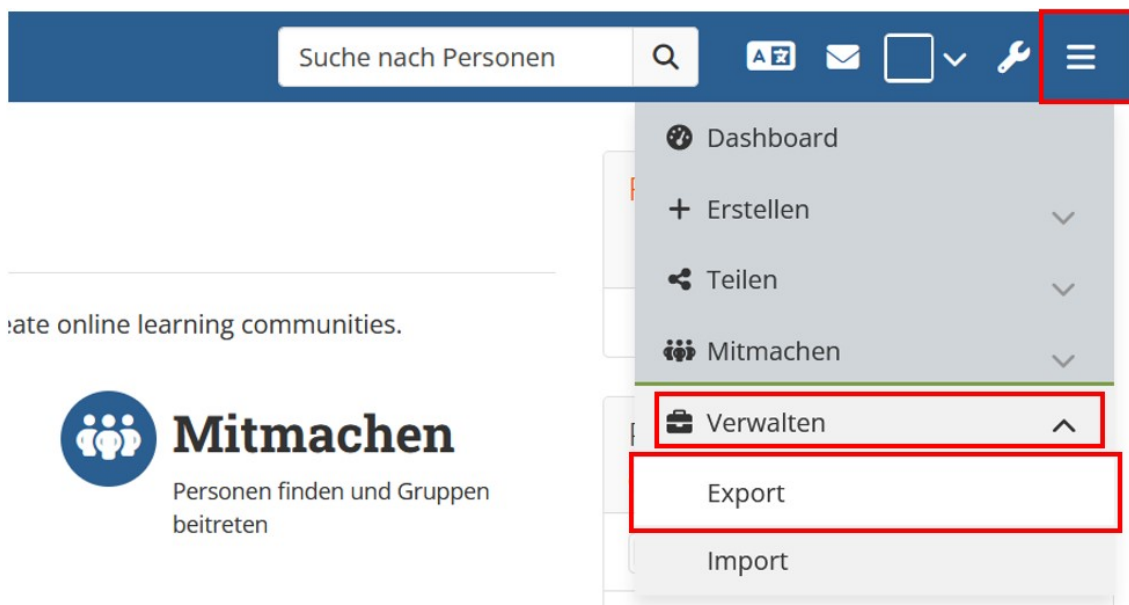 Suche nach Personen
Dashboard
Erstellen
Teilen
eate online learning communities.
Mitmachen
Verwalten
Mitmachen
Export
Personen finden und Gruppen
beitreten
Import